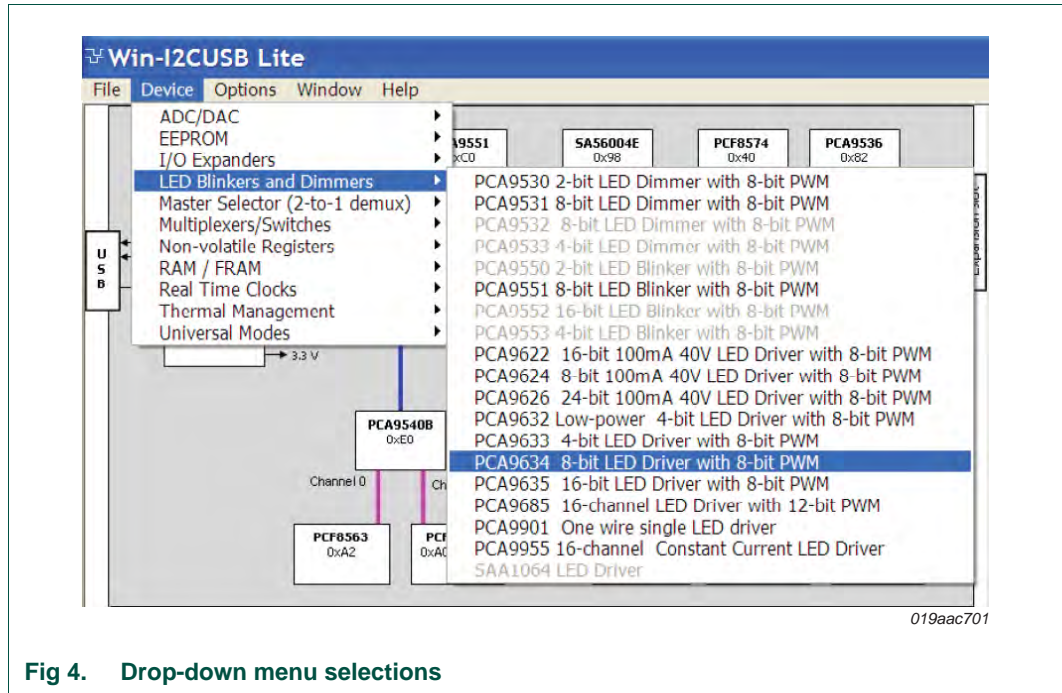 Win-I2CUSB Lite
File Device Options Window Help
ADC/DAC
EEPROM
I/O Expanders
LED Blinkers and Dimmers
Master Selector (2-to-1 demux)
Multiplexers/Switches
Non-volatile Registers
RAM / FRAM
Real Time Clocks
Thermal Management
Universal Modes
A9551
xC0
SA56004E
0x98
PCF8574
0x40
PCA9536
0x82
PCA9530 2-bit LED Dimmer with 8-bit PWM
PCA9531 8-bit LED Dimmer with 8-bit PWM
PCA9532 8-bit LED Dimmer with 8-bit PWM
PCA9533 4-bit LED Dimmer with 8-bit PWM
PCA9550 2-bit LED Blinker with 8-bit PWM
PCA9551 8-bit LED Blinker with 8-bit PWM
PCA9552 16-bit LED Blinker with 8-bit PWM
PCA9553 4-bit LED Blinker with 8-bit PWM
PCA9622 16-bit 100mA 40V LED Driver with 8-bit PWM
PCA9624 8-bit 100mA 40V LED Driver with 8-bit PWM
PCA9626 24-bit 100mA 40V LED Driver with 8-bit PWM
PCA9632 Low-power 4-bit LED Driver with 8-bit PWM
PCA9633 4-bit LED Driver with 8-bit PWM
PCA9634 8-bit LED Driver with 8-bit PWM
PCA9635 16-bit LED Driver with 8-bit PWM
PCA9685 16-channel LED Driver with 12-bit PWM
PCA9901 One wire single LED driver
PCA9955 16-channel Constant Current LED Driver
SAA1064 LED Driver
USB
3.3 V
PCA9540B
0xE0
Channel 0
Ch
PCF8563
0xA2
PCF
0xA0
Expansion
019aac701
Fig 4. Drop-down menu selections